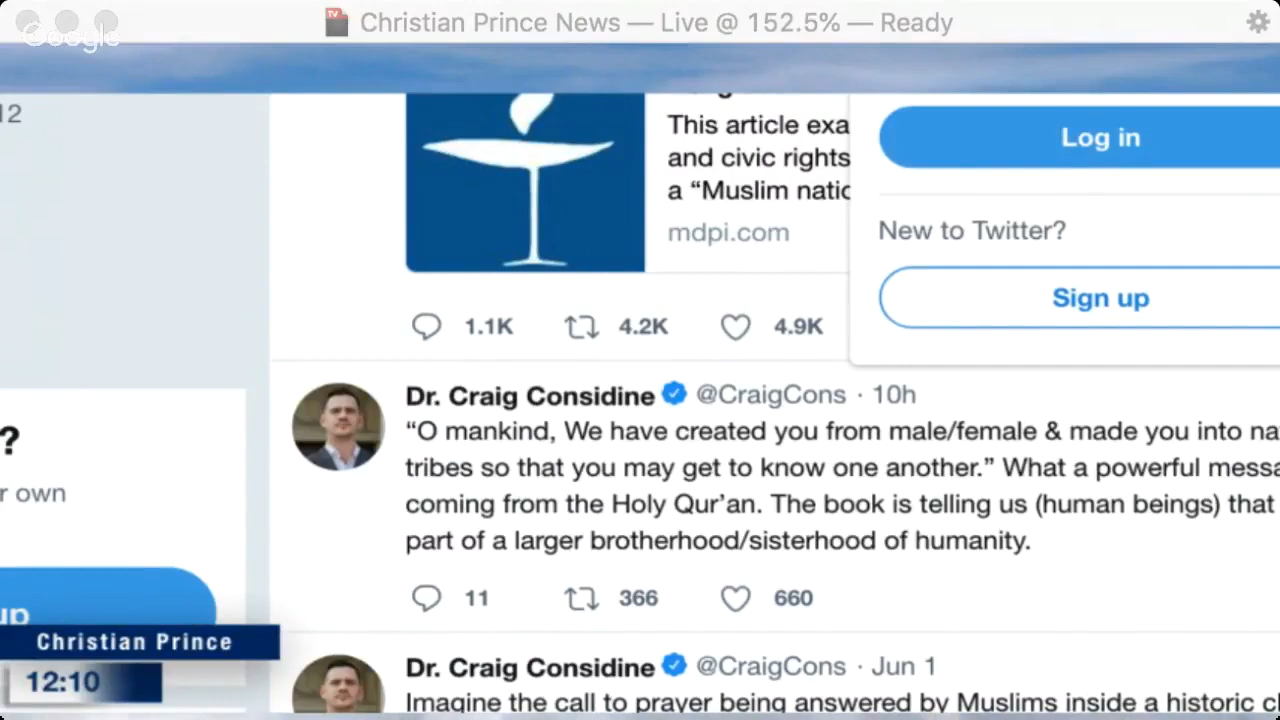 Christian Prince News — Live @ 152.5% — Ready
Google
12
This article exa
and civic rights
a “Muslim natio
mdpi.com
Log in
New to Twitter?
Sign up
1.1K 4.2K 4.9K
Dr. Craig Considine @CraigCons · 10h
“O mankind, We have created you from male/female & made you into na
tribes so that you may get to know one another.” What a powerful messa
coming from the Holy Qur’an. The book is telling us (human beings) that
part of a larger brotherhood/sisterhood of humanity.
11 366 660
?
r own
up
Christian Prince
12:10
Dr. Craig Considine @CraigCons · Jun 1
Imagine the call to prayer being answered by Muslims inside a historic c